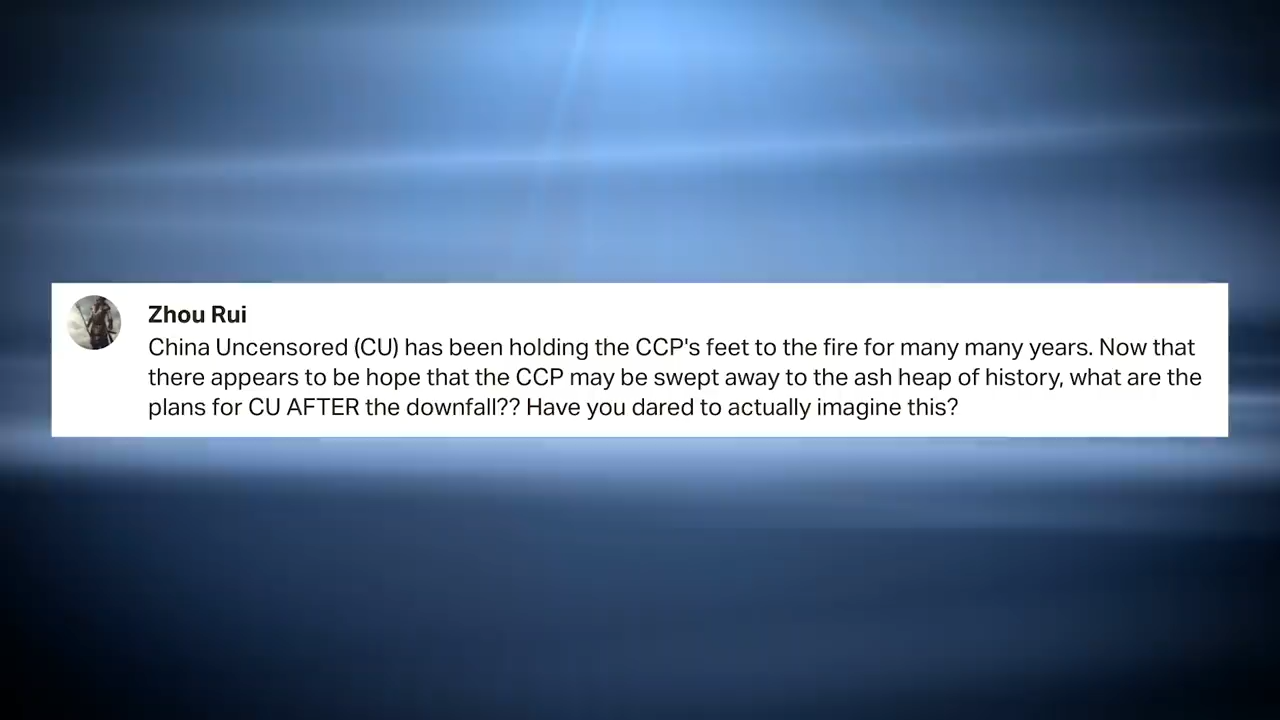 Zhou Rui
China Uncensored (CU) has been holding the CCP's feet to the fire for many many years. Now that
there appears to be hope that the CCP may be swept away to the ash heap of history, what are the
plans for CU AFTER the downfall?? Have you dared to actually imagine this?